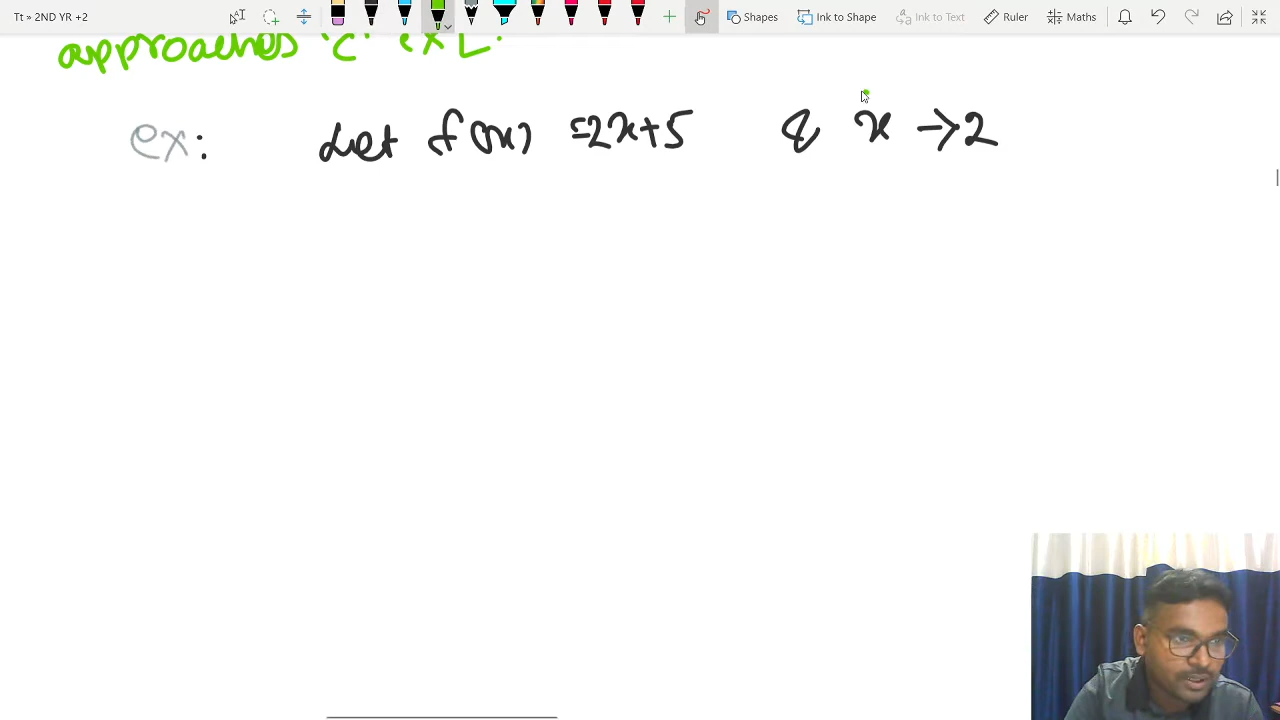 Tt > 2ND YR +2
Shapes
Ink to Shape
Ink to Text
Ruler
Maths
approaches 'c' is L.
ex: Let f(x) =2x+5 & x →2